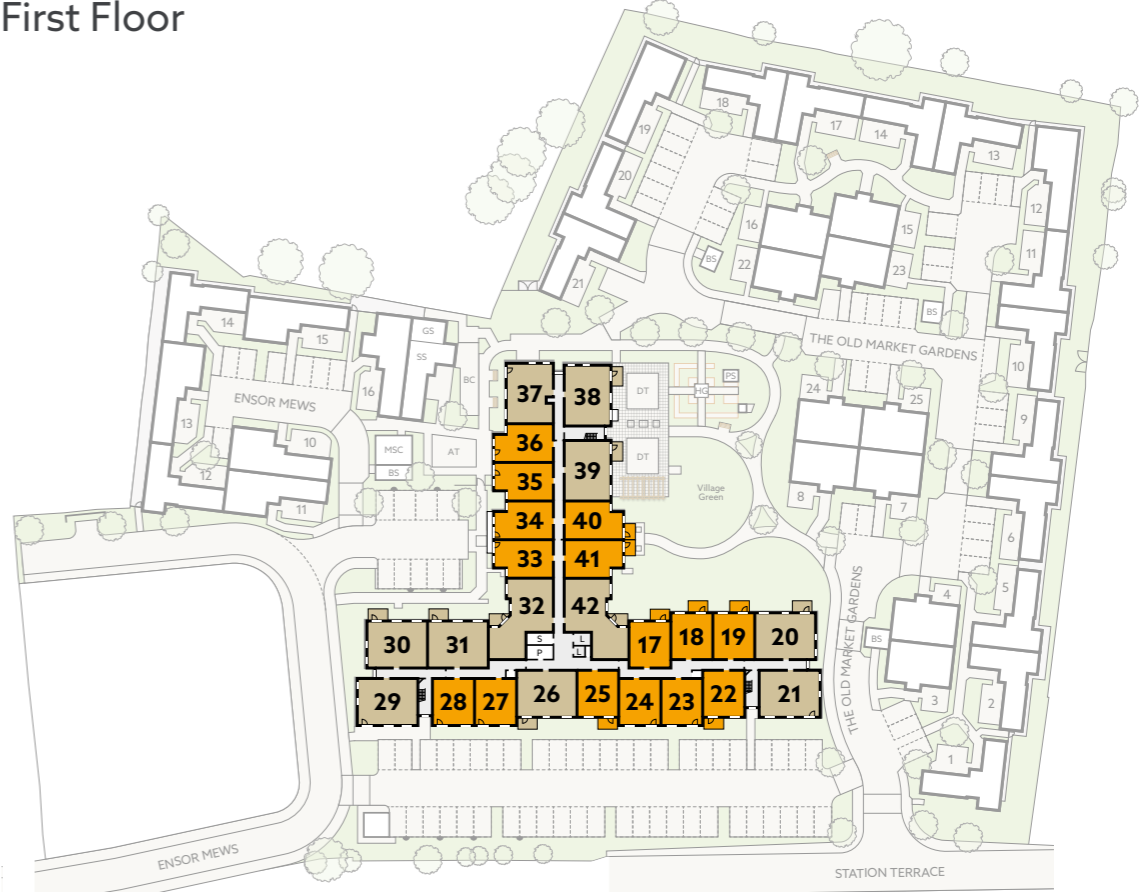 First Floor
18
17
14
13
19
20
12
16
15
11
BS
22
23
21
BS
THE OLD MARKET GARDENS
10
14
15
GS
SS
BC
16
ENSOR MEWS
13
10
12
11
MSC
AT
BS
37
38
DT
HG
PS
36
39
DT
35
Village
Green
34
40
33
41
32
42
24
25
9
8
7
6
5
4
BS
3
2
1
THE OLD MARKET GARDENS
30
31
S
P
L
L
17
18
19
20
29
28
27
26
25
24
23
22
21
ENSOR MEWS
STATION TERRACE